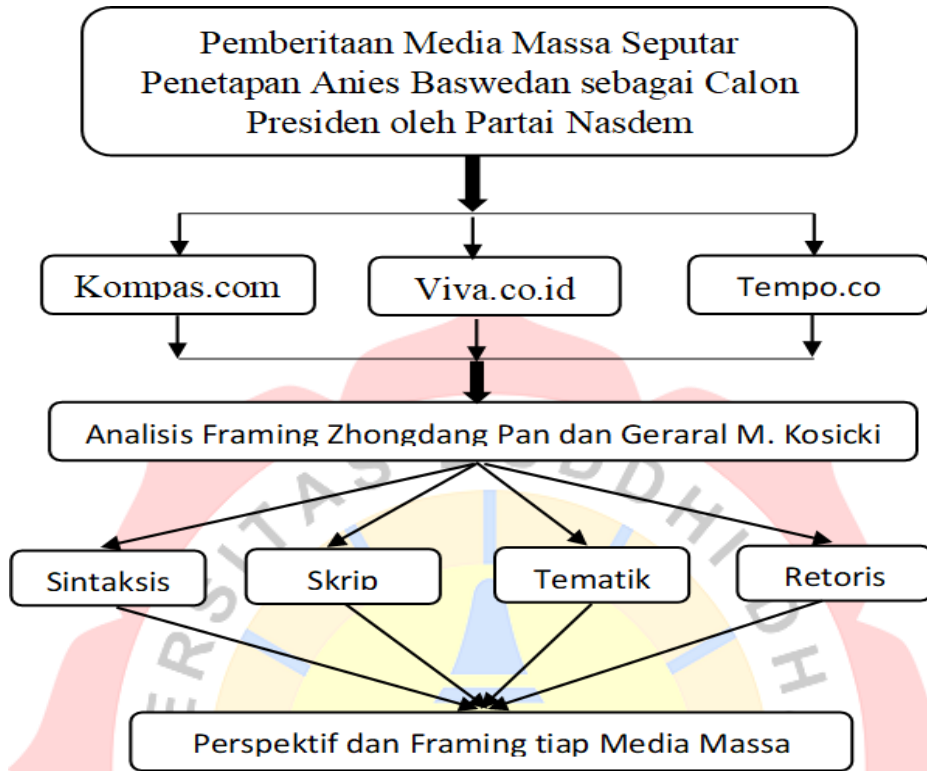 Pemberitaan Media Massa Seputar
Penetapan Anies Baswedan sebagai Calon
Presiden oleh Partai Nasdem
Kompas.com
Viva.co.id
Tempo.co
Analisis Framing Zhongdang Pan dan Geraral M. Kosicki
Sintaksis
Skrip
Tematik
Retoris
Perspektif dan Framing tiap Media Massa